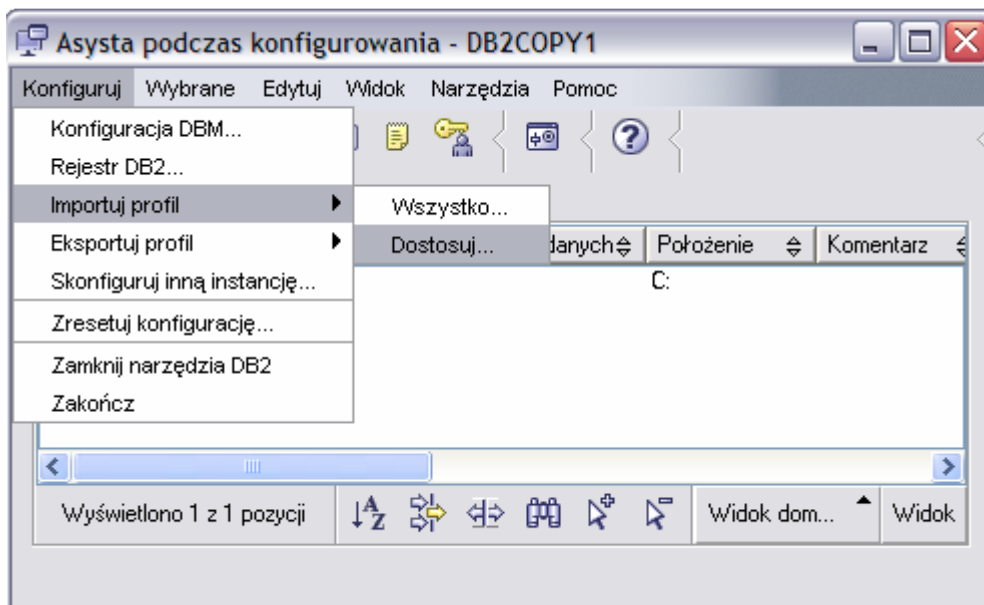 Asysta podczas konfigurowania - DB2COPY1
Konfiguruj Wybrane Edytuj Widok Narzędzia Pomoc
Konfiguracja DBM...
Rejestr DB2...
Importuj profil
Wszystko...
Eksportuj profil
Dostosuj...
danych Położenie Komentarz
Skonfiguruj inną instancję...
C:
Zresetuj konfigurację...
Zamknij narzędzia DB2
Zakończ
Wyświetlono 1 z 1 pozycji
Widok dom... Widok